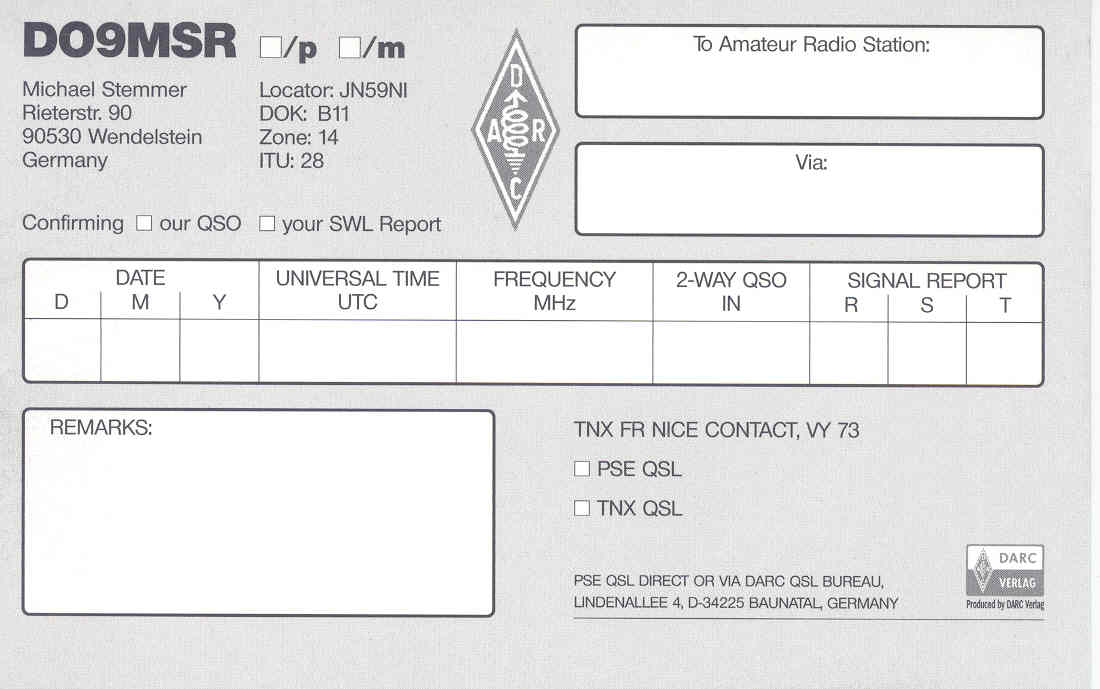 DO9MSR □/p □/m
Michael Stemmer
Rieterstr. 90
90530 Wendelstein
Germany
Locator: JN59NI
DOK: B11
Zone: 14
ITU: 28
Confirming □ our QSO □ your SWL Report
D
A R
C
To Amateur Radio Station:
Via:
DATE
D M Y
UNIVERSAL TIME
UTC
FREQUENCY
MHz
2-WAY QSO
IN
SIGNAL REPORT
R S T
REMARKS:
TNX FR NICE CONTACT, VY 73
□ PSE QSL
□ TNX QSL
PSE QSL DIRECT OR VIA DARC QSL BUREAU,
LINDENALLEE 4, D-34225 BAUNATAL, GERMANY
DARC
VERLAG
Produced by DARC Verlag